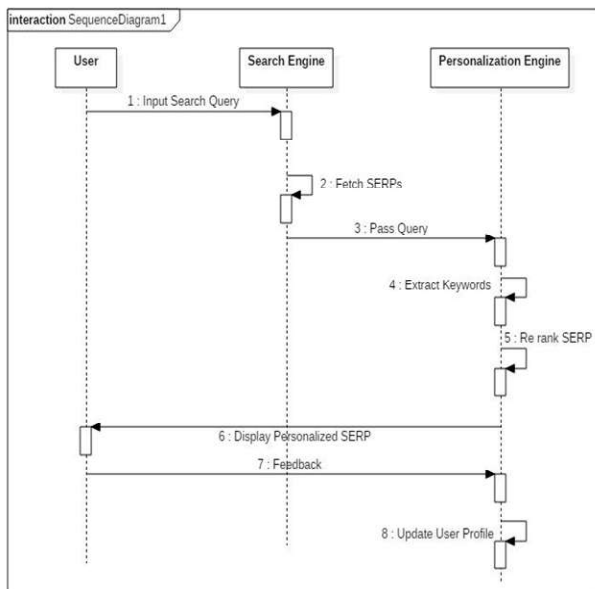 interaction SequenceDiagram1
User
Search Engine
Personalization Engine
1 : Input Search Query
2 : Fetch SERPs
3 : Pass Query
4 : Extract Keywords
5 : Re rank SERP
6 : Display Personalized SERP
7 : Feedback
8 : Update User Profile